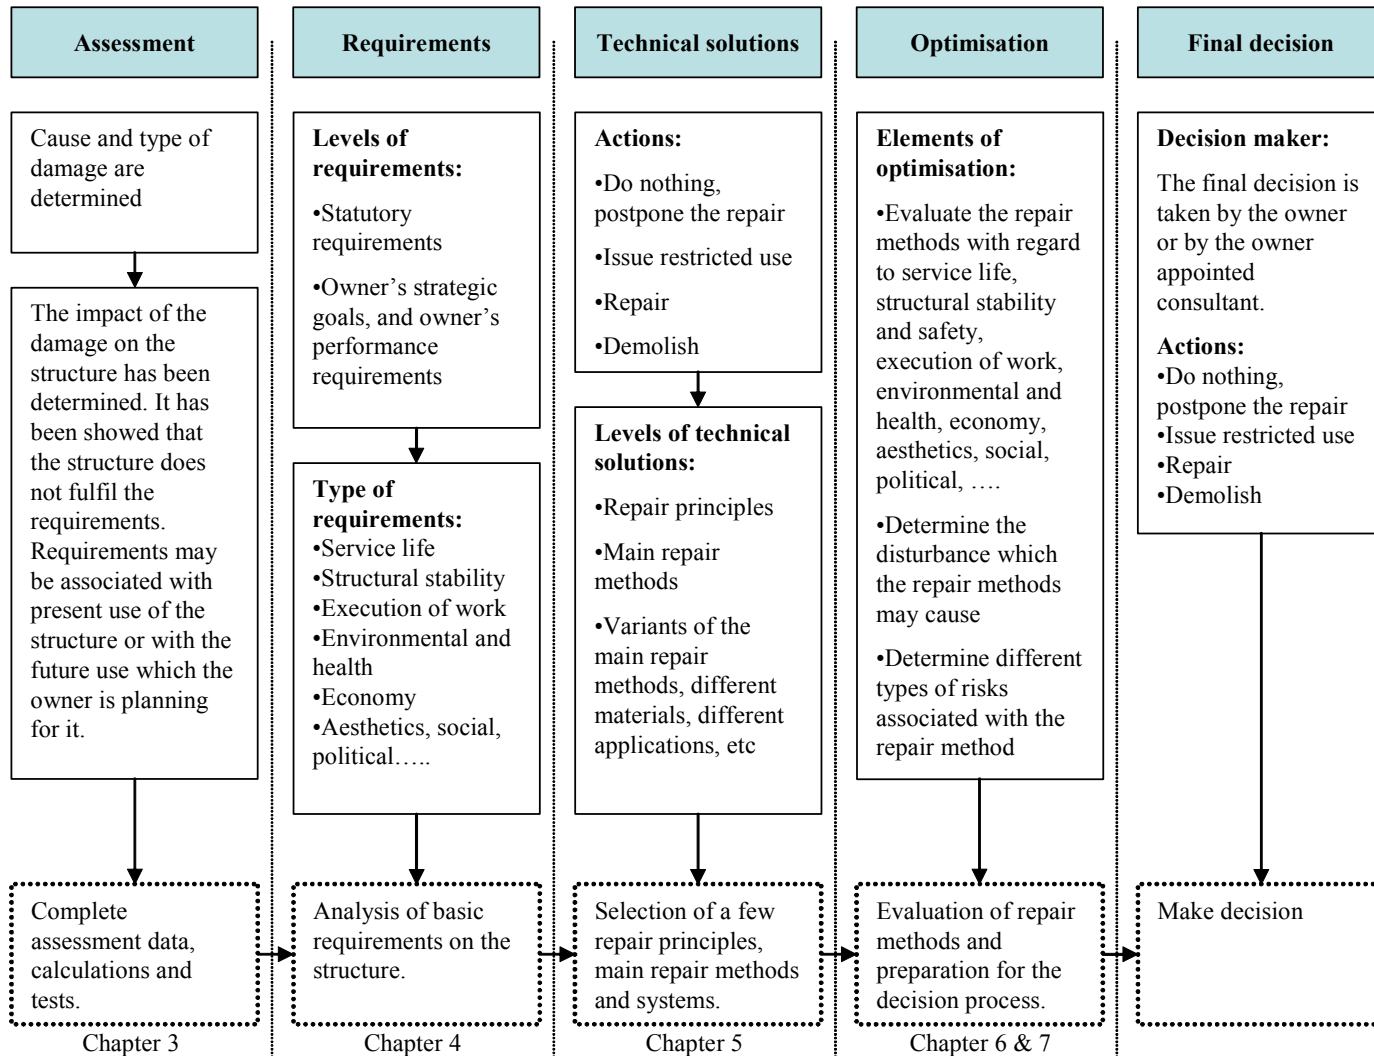 Assessment
Requirements
Technical solutions
Optimisation
Final decision
Cause and type of
damage are
determined
The impact of the
damage on the
structure has been
determined. It has
been showed that
the structure does
not fulfil the
requirements.
Requirements may
be associated with
present use of the
structure or with the
future use which the
owner is planning
for it.
Complete
assessment data,
calculations and
tests.
Chapter 3
Levels of
requirements:
•Statutory
requirements
•Owner’s strategic
goals, and owner’s
performance
requirements
Type of
requirements:
•Service life
•Structural stability
•Execution of work
•Environmental and
health
•Economy
•Aesthetics, social,
political…..
Analysis of basic
requirements on the
structure.
Chapter 4
Actions:
•Do nothing,
postpone the repair
•Issue restricted use
•Repair
•Demolish
Levels of technical
solutions:
•Repair principles
•Main repair
methods
•Variants of the
main repair
methods, different
materials, different
applications, etc
Selection of a few
repair principles,
main repair methods
and systems.
Chapter 5
Elements of
optimisation:
•Evaluate the repair
methods with regard
to service life,
structural stability
and safety,
execution of work,
environmental and
health, economy,
aesthetics, social,
political, ….
•Determine the
disturbance which
the repair methods
may cause
•Determine different
types of risks
associated with the
repair method
Evaluation of repair
methods and
preparation for the
decision process.
Chapter 6 & 7
Decision maker:
The final decision is
taken by the owner
or by the owner
appointed
consultant.
Actions:
•Do nothing,
postpone the repair
•Issue restricted use
•Repair
•Demolish
Make decision